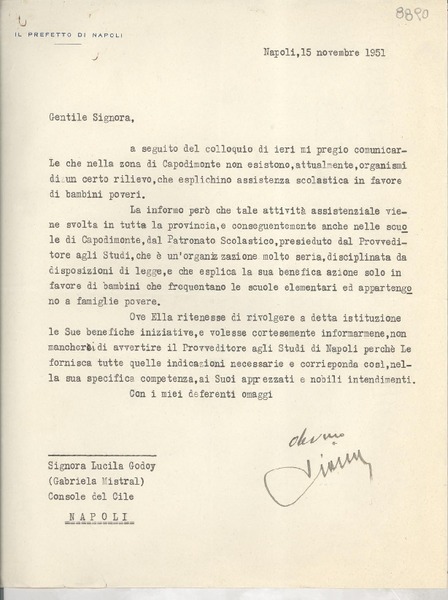 8890
IL PREFETTO DI NAPOLI
Napoli,15 novembre 1951
Gentile Signora,
a seguito del colloquio di ieri mi pregio comunicar-
Le che nella zona di Capodimonte non esistono,attualmente,organismi
di un certo rilievo,che esplichino assistenza scolastica in favore
di bambini poveri.
La informo però che tale attività assistenziale vie-
ne svolta in tutta la provincia,e conseguentemente anche nelle scuo
le di Capodimonte,dal Patronato Scolastico,presieduto dal Provvedi-
tore agli Studi,che è un'organizzazione molto seria,disciplinata da
disposizioni di legge,e che esplica la sua benefica azione solo in
favore di bambini che frequentano le scuole elementari ed appartengo
no a famiglie povere.
Ove Ella ritenesse di rivolgere a detta istituzione
le Sue benefiche iniziative,e volesse cortesemente informarmene,non
mancherò di avvertire il Provveditore agli Studi di Napoli perchè Le
fornisca tutte quelle indicazioni necessarie e corrisponda così,nel-
la sua specifica competenza,ai Suoi apprezzati e nobili intendimenti.
Con i miei deferenti omaggi
Signora Lucila Godoy
(Gabriela Mistral)
Console del Cile
NAPOLI